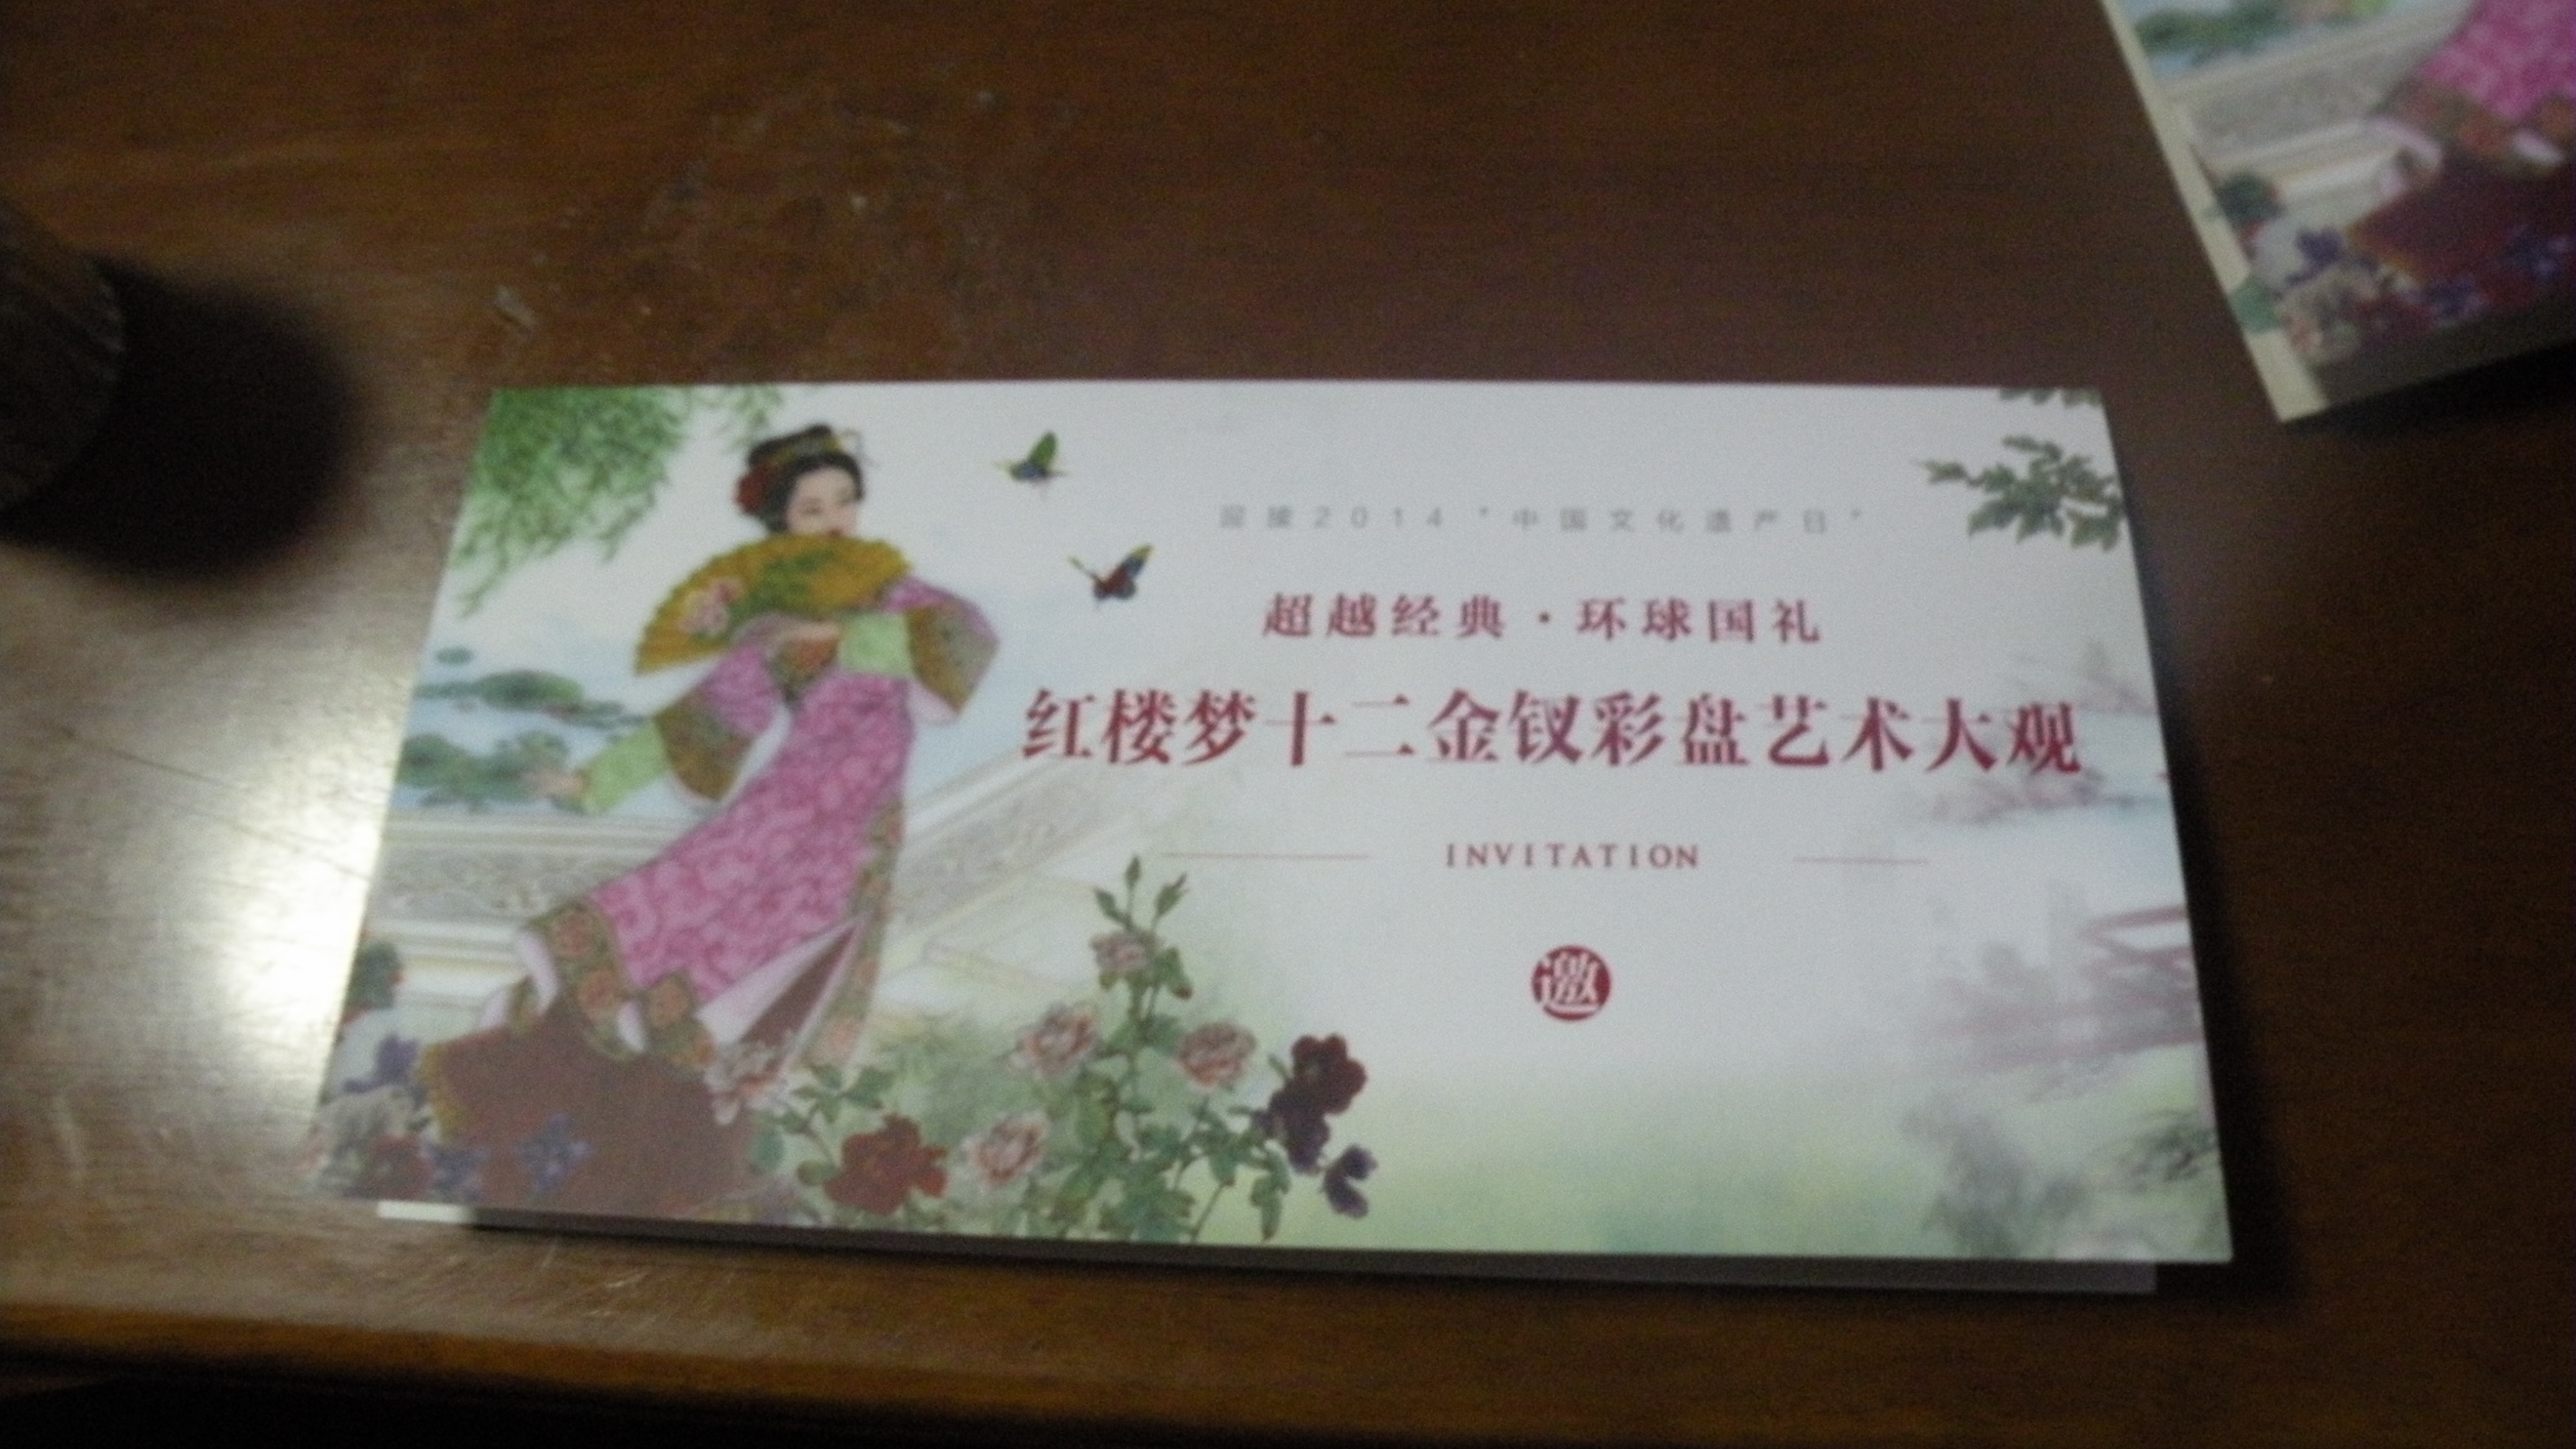 迎接2014“中国文化遗产日”
超越经典·环球国礼
红楼梦十二金钗彩盘艺术大观
INVITATION
邀